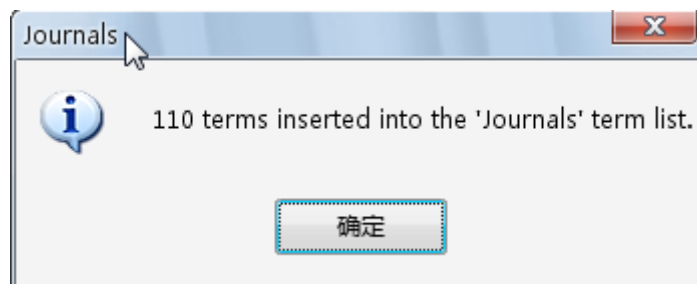 Journals
110 terms inserted into the 'Journals' term list.
确定